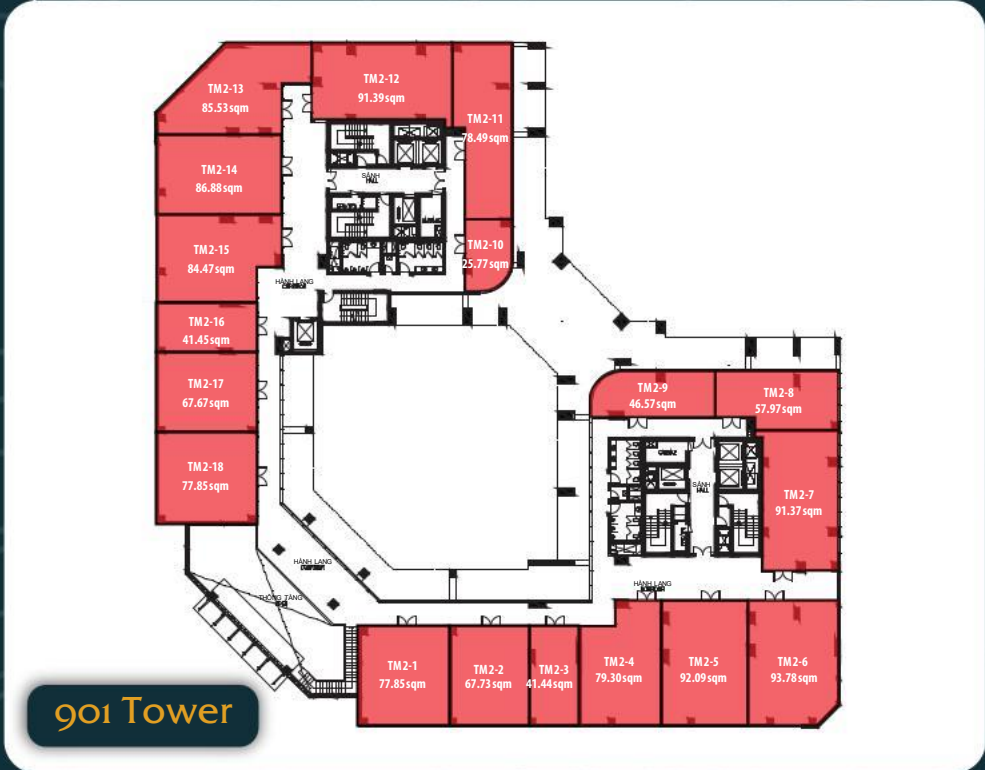 TM2-12
91.39sqm
TM2-13
85.53sqm
TM2-11
78.49sqm
TM2-14
86.88sqm
SẢNH
HALL
TM2-10
25.77sqm
TM2-15
84.47sqm
HÀNH LANG
TM2-16
41.45sqm
TM2-17
67.67sqm
TM2-9
46.57sqm
TM2-8
57.97sqm
TM2-18
77.85sqm
SẢNH
HALL
TM2-7
91.37sqm
HÀNH LANG
HÀNH LANG
THÔNG TẦNG
TM2-1
77.85sqm
TM2-2
67.73sqm
TM2-3
41.44sqm
TM2-4
79.30sqm
TM2-5
92.09sqm
TM2-6
93.78sqm
901 Tower